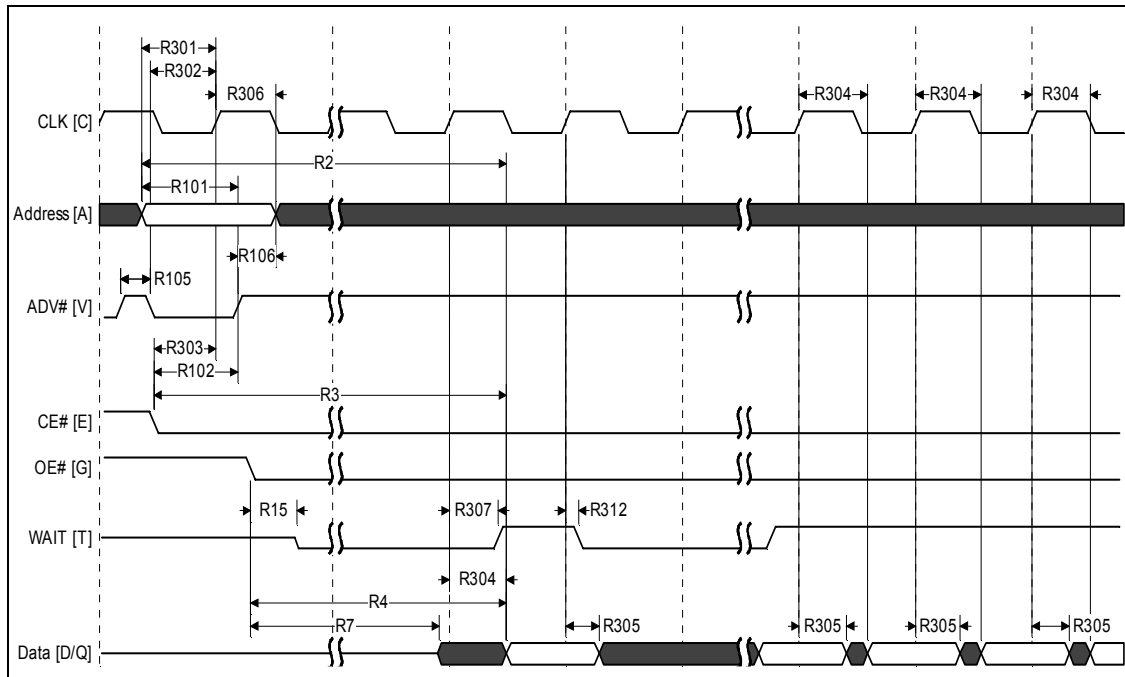 R301
R302
R306
R304
R304
R304
CLK [C]
R2
R101
Address [A]
R106
R105
ADV# [V]
R303
R102
R3
CE# [E]
OE# [G]
R15
R307
R312
WAIT [T]
R304
R4
R7
R305
R305
R305
R305
Data [D/Q]